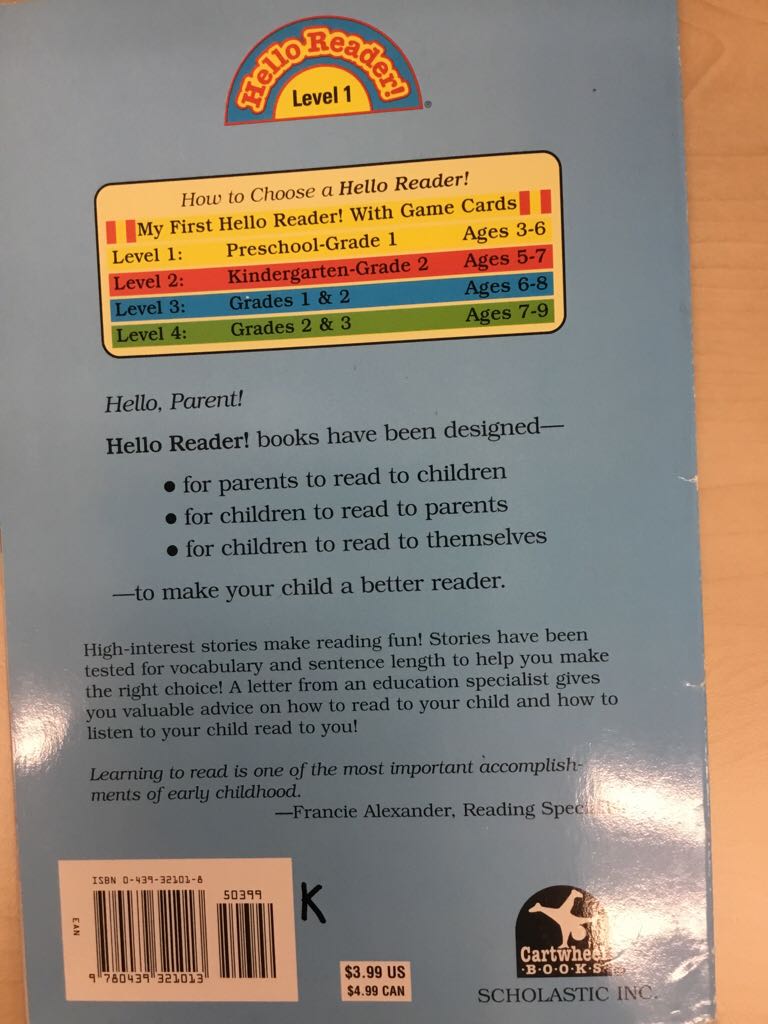 Hello Reader!
Level 1
®
How to Choose a Hello Reader!
My First Hello Reader! With Game Cards
Level 1: Preschool-Grade 1 Ages 3-6
Level 2: Kindergarten-Grade 2 Ages 5-7
Level 3: Grades 1 & 2 Ages 6-8
Level 4: Grades 2 & 3 Ages 7-9
Hello, Parent!
Hello Reader! books have been designed—
• for parents to read to children
• for children to read to parents
• for children to read to themselves
—to make your child a better reader.
High-interest stories make reading fun! Stories have been
tested for vocabulary and sentence length to help you make
the right choice! A letter from an education specialist gives
you valuable advice on how to read to your child and how to
listen to your child read to you!
Learning to read is one of the most important accomplish-
ments of early childhood.
—Francie Alexander, Reading
ISBN 0-439-32101-8
50399
EAN
9 780439 321013
K
$3.99 US
$4.99 CAN
Cartwheel
·B·O·O·K·S·
SCHOLASTIC INC.